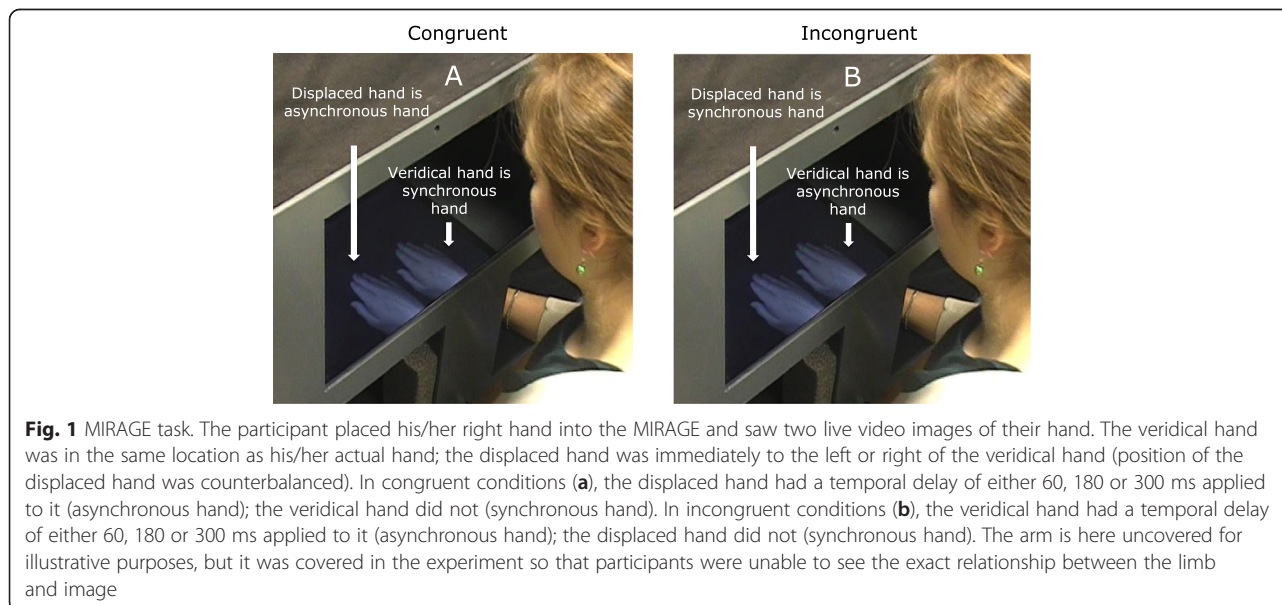 Congruent
Incongruent
A
Displaced hand is
asynchronous hand
Veridical hand is
synchronous
hand
B
Displaced hand is
synchronous hand
Veridical hand is
asynchronous
hand
Fig. 1 MIRAGE task. The participant placed his/her right hand into the MIRAGE and saw two live video images of their hand. The veridical hand
was in the same location as his/her actual hand; the displaced hand was immediately to the left or right of the veridical hand (position of the
displaced hand was counterbalanced). In congruent conditions (a), the displaced hand had a temporal delay of either 60, 180 or 300 ms applied
to it (asynchronous hand); the veridical hand did not (synchronous hand). In incongruent conditions (b), the veridical hand had a temporal delay
of either 60, 180 or 300 ms applied to it (asynchronous hand); the displaced hand did not (synchronous hand). The arm is here uncovered for
illustrative purposes, but it was covered in the experiment so that participants were unable to see the exact relationship between the limb
and image